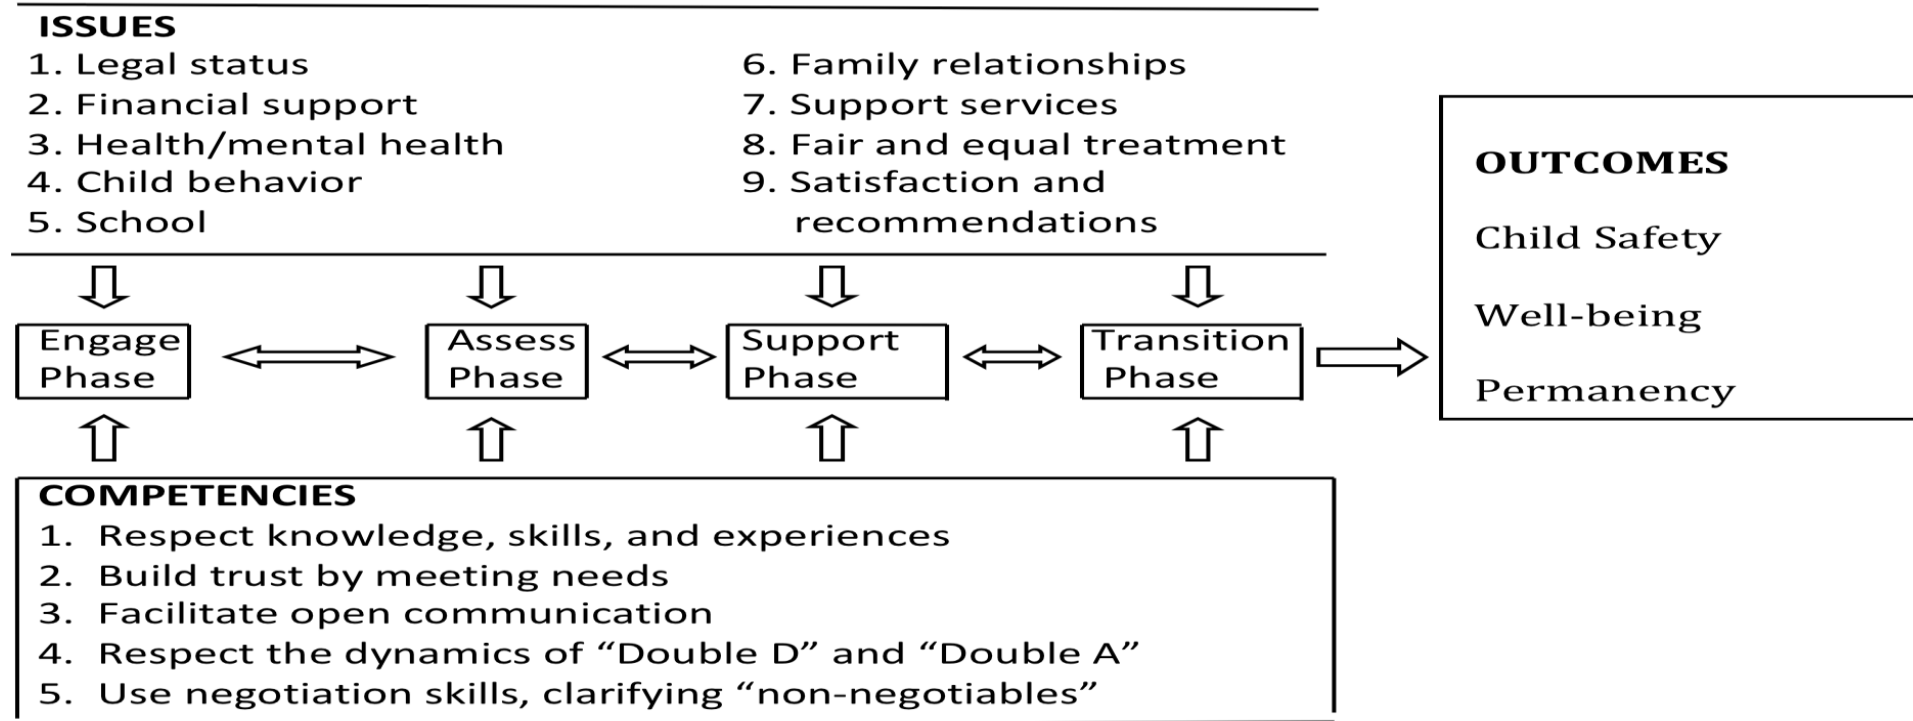 ISSUES
1. Legal status
2. Financial support
3. Health/mental health
4. Child behavior
5. School
6. Family relationships
7. Support services
8. Fair and equal treatment
9. Satisfaction and
recommendations
Engage
Phase
Assess
Phase
Support
Phase
Transition
Phase
OUTCOMES
Child Safety
Well-being
Permanency
COMPETENCIES
1. Respect knowledge, skills, and experiences
2. Build trust by meeting needs
3. Facilitate open communication
4. Respect the dynamics of “Double D” and “Double A”
5. Use negotiation skills, clarifying “non-negotiables”